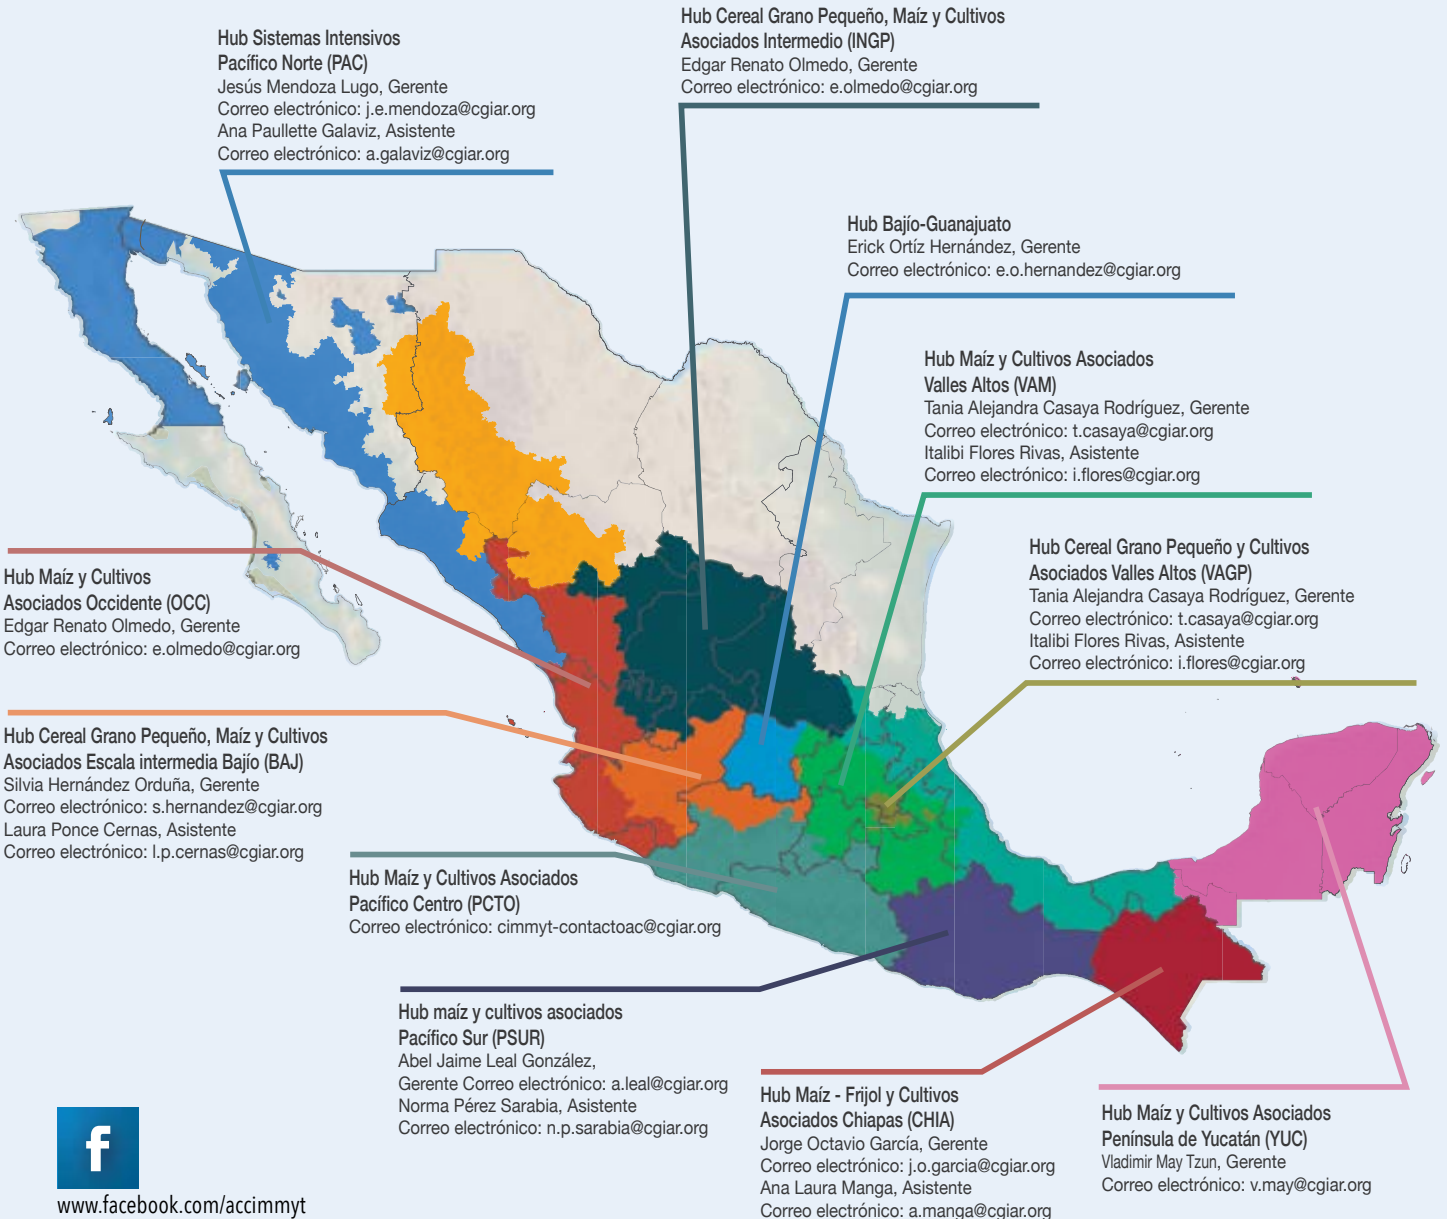 Hub Sistemas Intensivos
Pacífico Norte (PAC)
Jesús Mendoza Lugo, Gerente
Correo electrónico: j.e.mendoza@cgiar.org
Ana Paullette Galaviz, Asistente
Correo electrónico: a.galaviz@cgiar.org
Hub Cereal Grano Pequeño, Maíz y Cultivos
Asociados Intermedio (INGP)
Edgar Renato Olmedo, Gerente
Correo electrónico: e.olmedo@cgiar.org
Hub Bajío-Guanajuato
Erick Ortíz Hernández, Gerente
Correo electrónico: e.o.hernandez@cgiar.org
Hub Maíz y Cultivos Asociados
Valles Altos (VAM)
Tania Alejandra Casaya Rodríguez, Gerente
Correo electrónico: t.casaya@cgiar.org
Italibi Flores Rivas, Asistente
Correo electrónico: i.flores@cgiar.org
Hub Cereal Grano Pequeño y Cultivos
Asociados Valles Altos (VAGP)
Tania Alejandra Casaya Rodríguez, Gerente
Correo electrónico: t.casaya@cgiar.org
Italibi Flores Rivas, Asistente
Correo electrónico: i.flores@cgiar.org
Hub Maíz y Cultivos
Asociados Occidente (OCC)
Edgar Renato Olmedo, Gerente
Correo electrónico: e.olmedo@cgiar.org
Hub Cereal Grano Pequeño, Maíz y Cultivos
Asociados Escala intermedia Bajío (BAJ)
Silvia Hernández Orduña, Gerente
Correo electrónico: s.hernandez@cgiar.org
Laura Ponce Cernas, Asistente
Correo electrónico: l.p.cernas@cgiar.org
Hub Maíz y Cultivos Asociados
Pacífico Centro (PCTO)
Correo electrónico: cimmyt-contactoac@cgiar.org
Hub maíz y cultivos asociados
Pacífico Sur (PSUR)
Abel Jaime Leal González,
Gerente Correo electrónico: a.leal@cgiar.org
Norma Pérez Sarabia, Asistente
Correo electrónico: n.p.sarabia@cgiar.org
Hub Maíz - Frijol y Cultivos
Asociados Chiapas (CHIA)
Jorge Octavio García, Gerente
Correo electrónico: j.o.garcia@cgiar.org
Ana Laura Manga, Asistente
Correo electrónico: a.manga@cgiar.org
Hub Maíz y Cultivos Asociados
Península de Yucatán (YUC)
Vladimir May Tzun, Gerente
Correo electrónico: v.may@cgiar.org
f
www.facebook.com/accimmyt